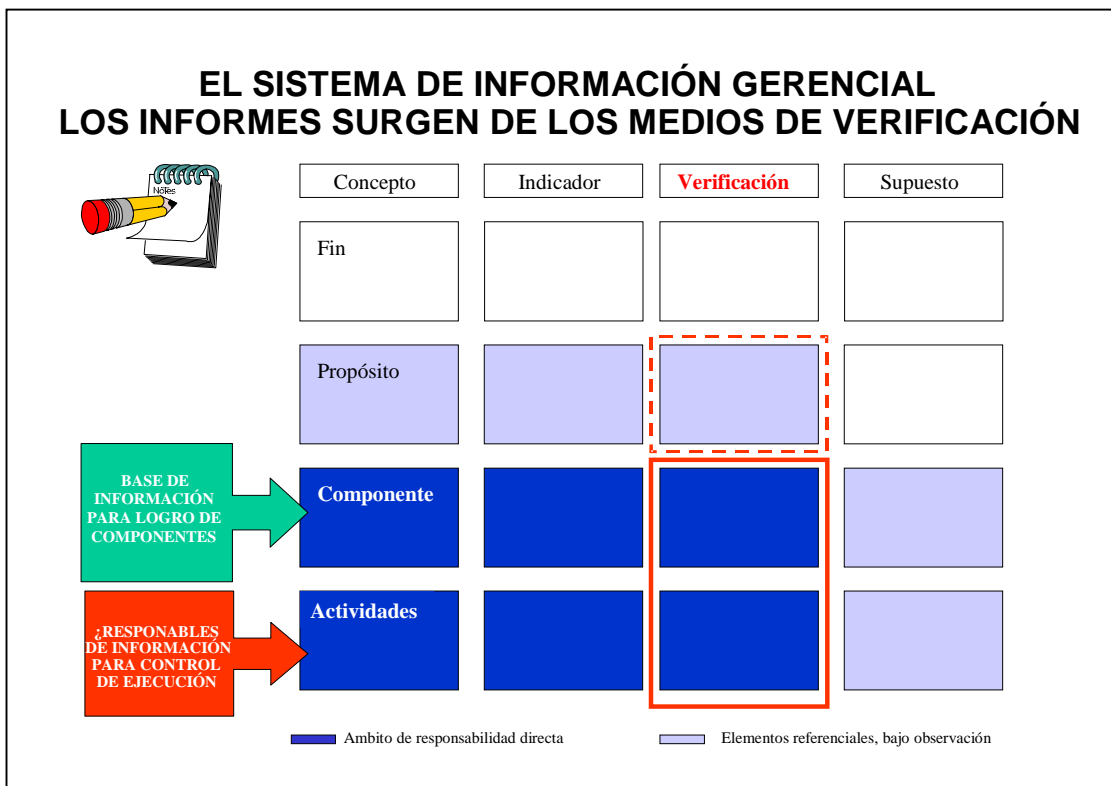 EL SISTEMA DE INFORMACIÓN GERENCIAL
LOS INFORMES SURGEN DE LOS MEDIOS DE VERIFICACIÓN
NoTes
Concepto
Indicador
Verificación
Supuesto
Fin
Propósito
BASE DE
INFORMACIÓN
PARA LOGRO DE
COMPONENTES
Componente
¿RESPONABLES
DE INFORMACIÓN
PARA CONTROL
DE EJECUCIÓN
Actividades
Ambito de responsabilidad directa
Elementos referenciales, bajo observación